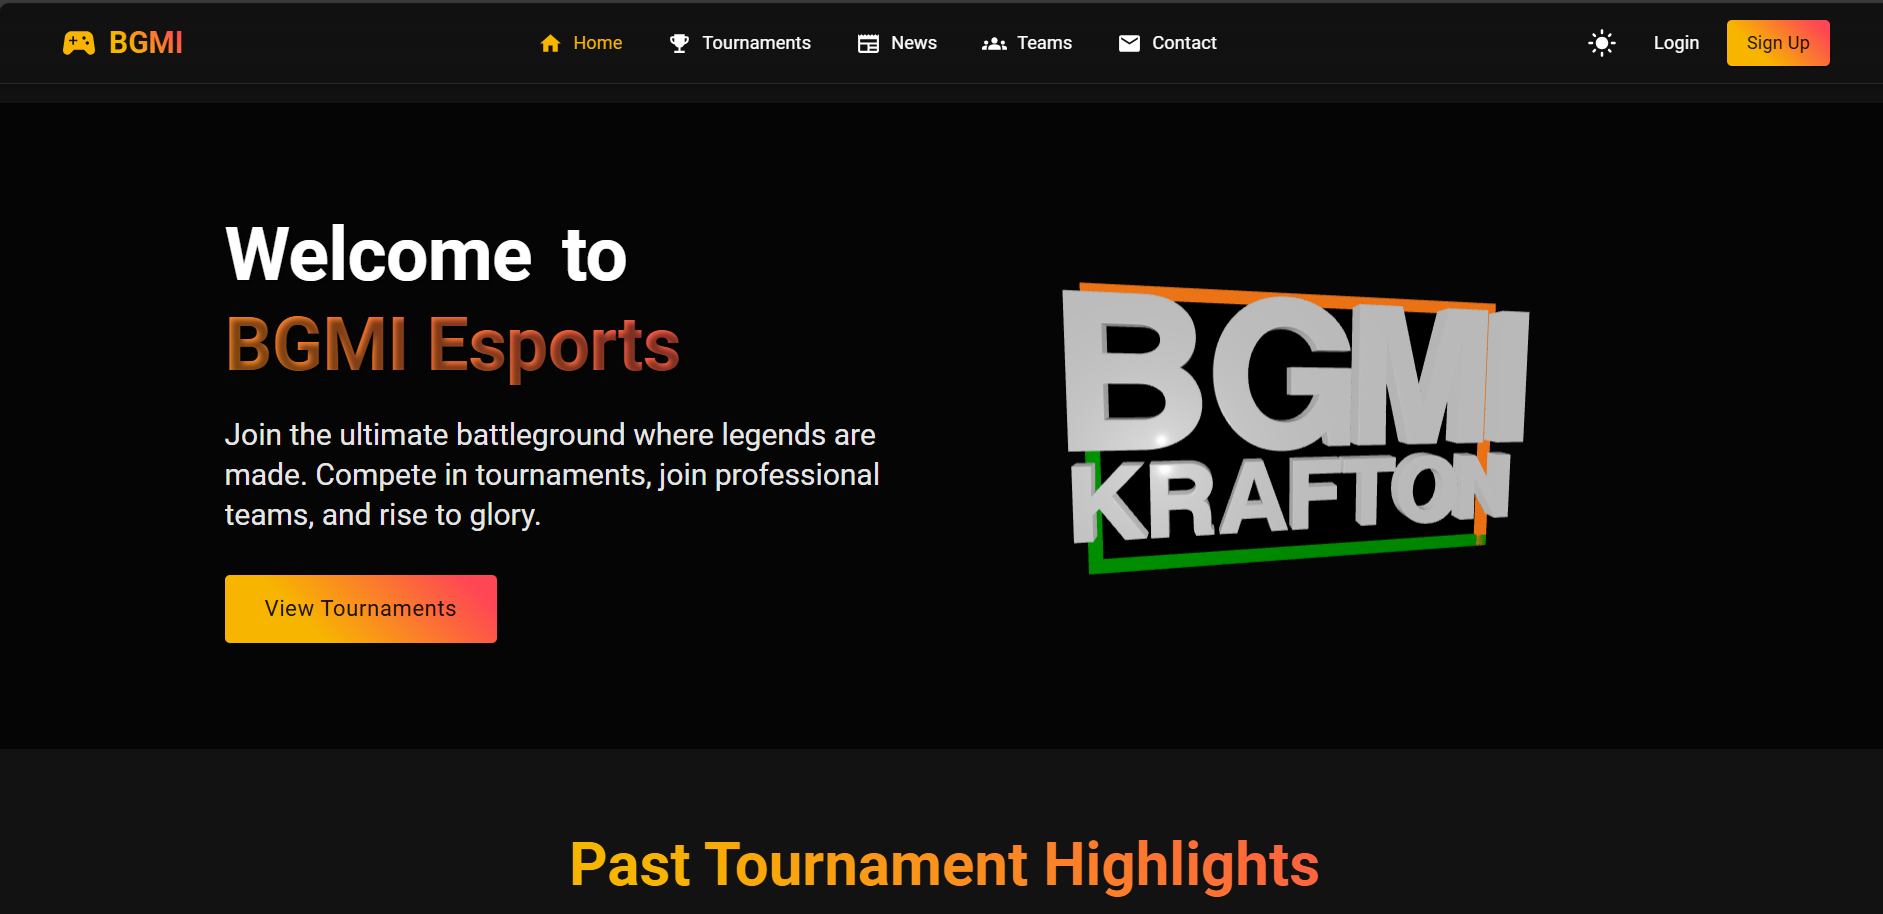 BGMI
Home
Tournaments
News
Teams
Contact
Login
Sign Up
Welcome to
BGMI Esports
Join the ultimate battleground where legends are
made. Compete in tournaments, join professional
teams, and rise to glory.
View Tournaments
BGMI
KRAFTON
Past Tournament Highlights